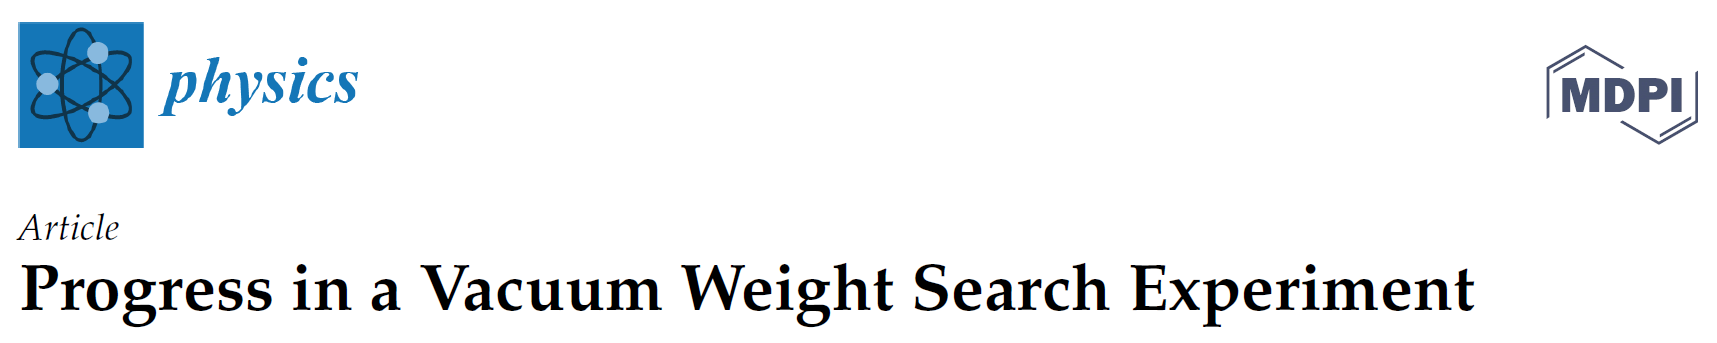 physics
MDPI
Article
Progress in a Vacuum Weight Search Experiment